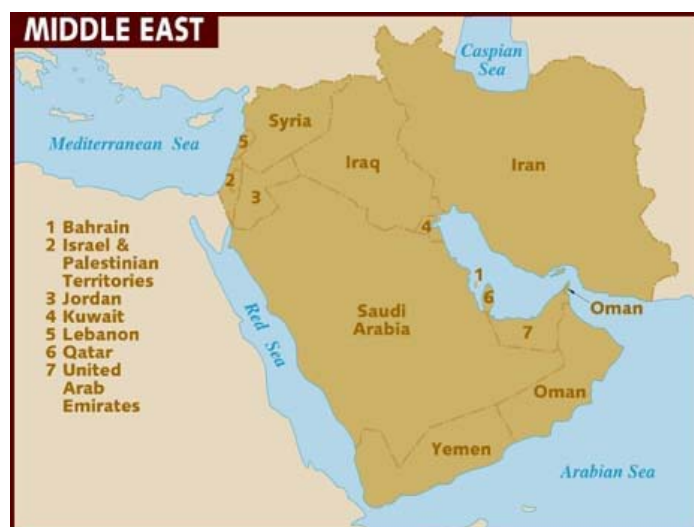 MIDDLE EAST
Caspian
Sea
Mediterranean Sea
Syria
5
Iraq
Iran
2
3
4
1 Bahrain
2 Israel &
Palestinian
Territories
3 Jordan
4 Kuwait
5 Lebanon
6 Qatar
7 United
Arab
Emirates
Red Sea
Saudi
Arabia
1
6
7
Oman
Oman
Yemen
Arabian Sea